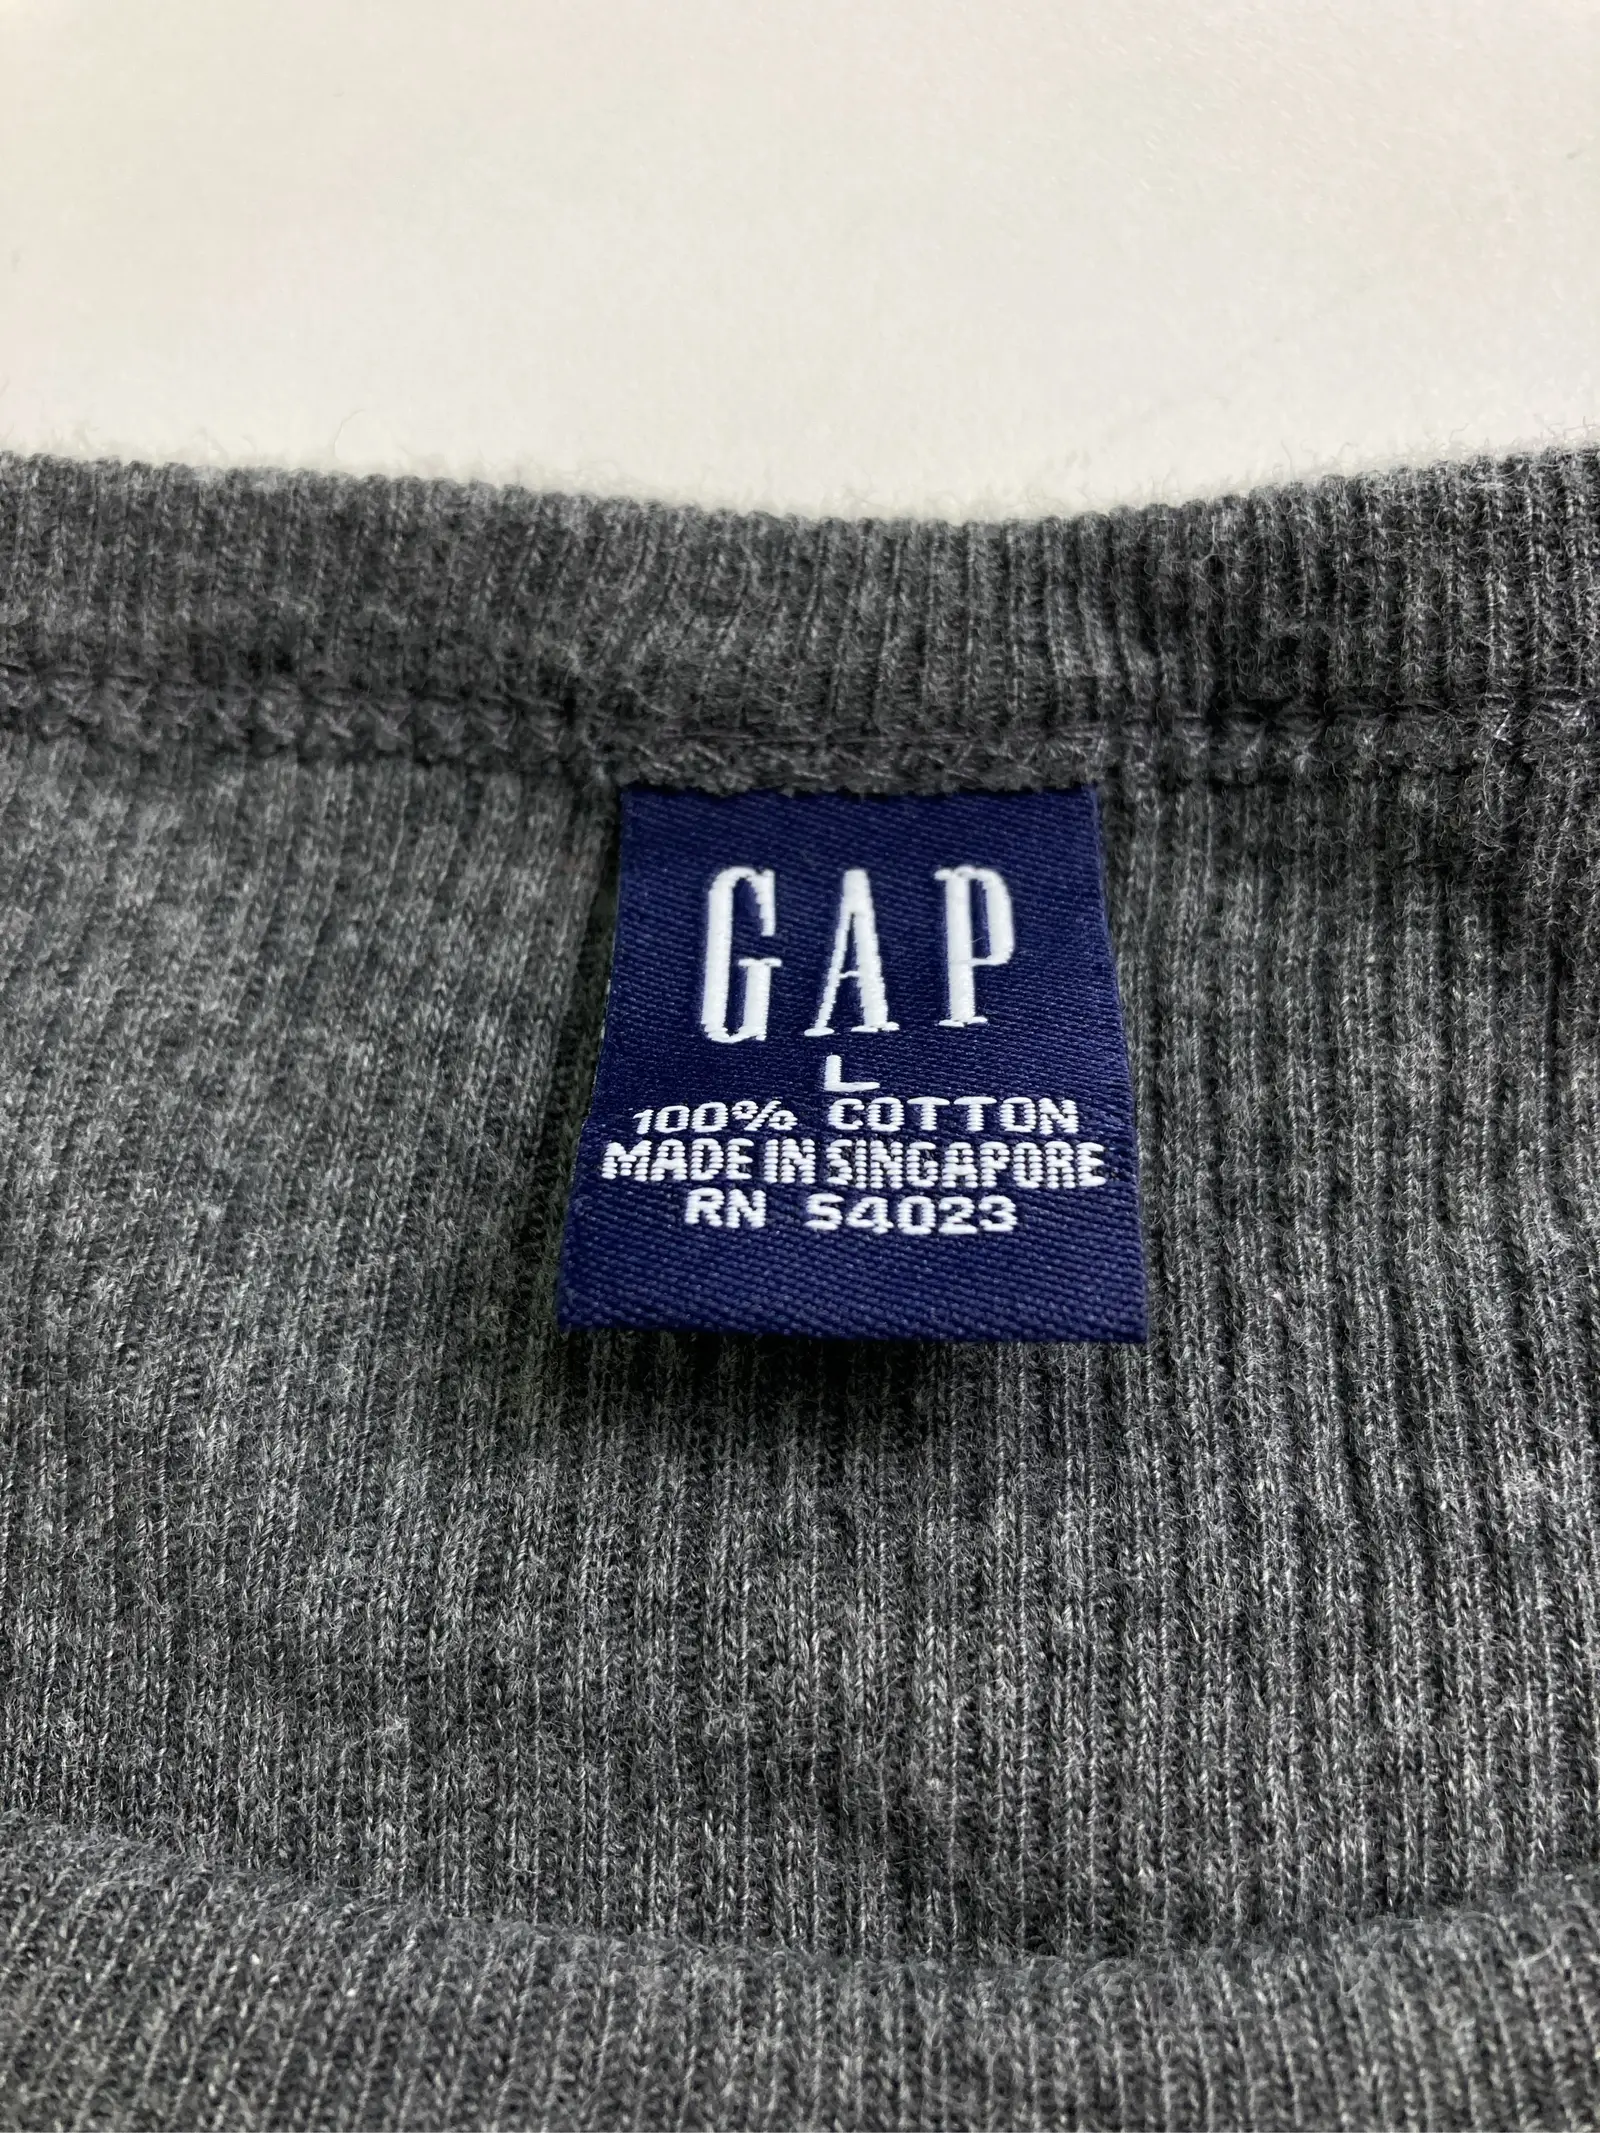 GAP
L
100% COTTON
MADE IN SINGAPORE
RN 54023